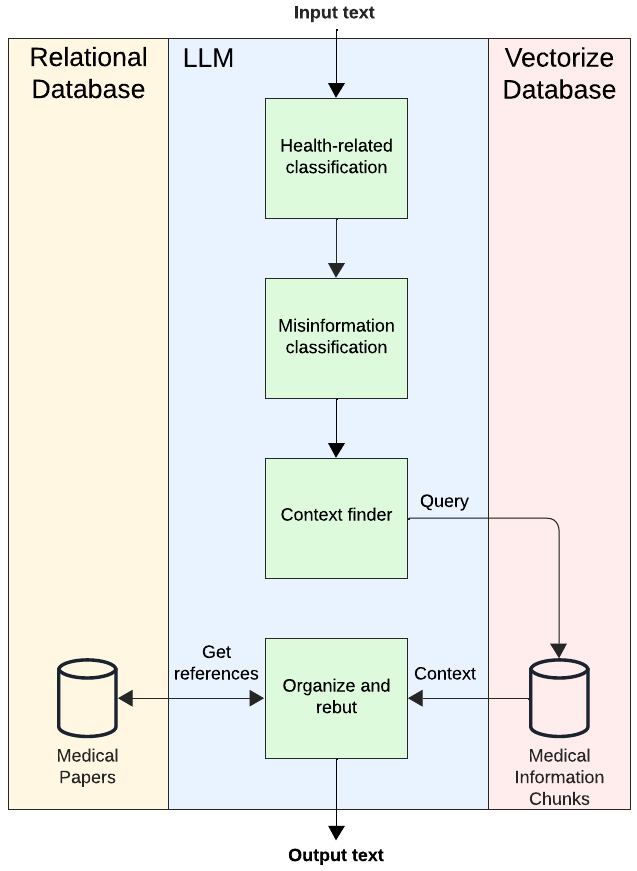 Input text
Relational
Database
LLM
Vectorize
Database
Health-related
classification
Misinformation
classification
Context finder
Query
Get
references
Organize and
rebut
Context
Medical
Papers
Medical
Information
Chunks
Output text